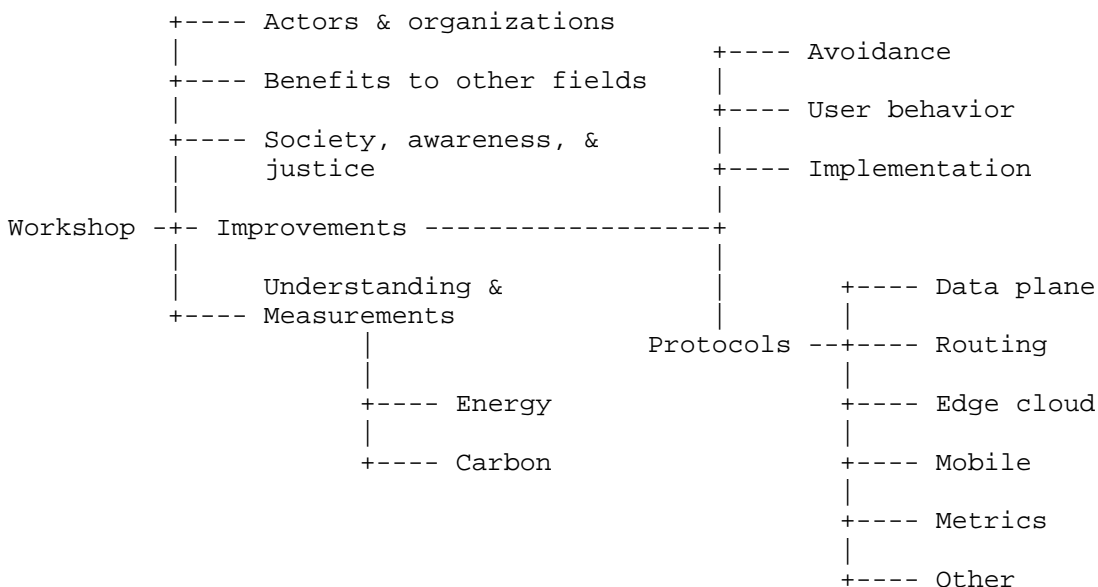 +---- Actors & organizations
+---- Avoidance
+---- Benefits to other fields
+---- User behavior
+---- Society, awareness, &
justice
+---- Implementation
Workshop -+- Improvements ------------------+
Understanding &
+---- Measurements
+---- Data plane
Protocols --+---- Routing
+---- Energy
+---- Edge cloud
+---- Carbon
+---- Mobile
+---- Metrics
+---- Other